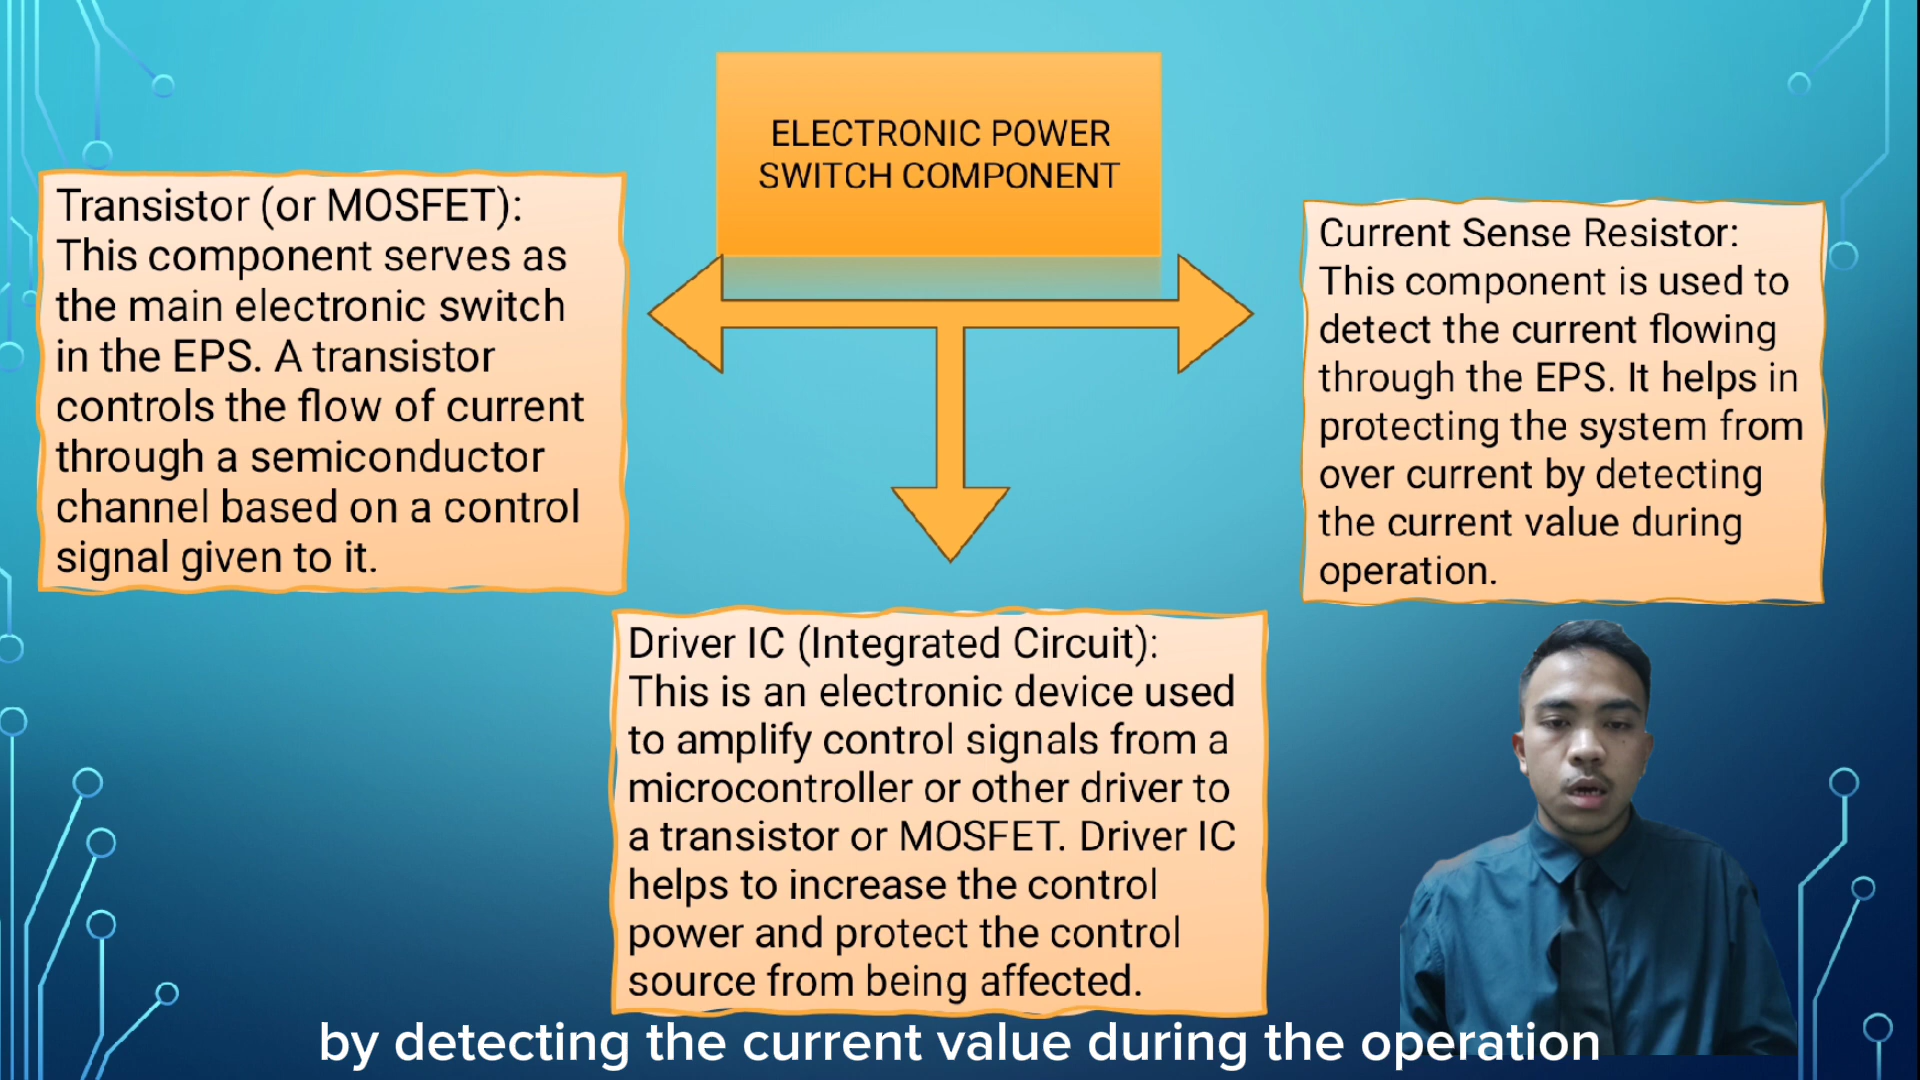 ELECTRONIC POWER
SWITCH COMPONENT
Transistor (or MOSFET):
This component serves as
the main electronic switch
in the EPS. A transistor
controls the flow of current
through a semiconductor
channel based on a control
signal given to it.
Current Sense Resistor:
This component is used to
detect the current flowing
through the EPS. It helps in
protecting the system from
over current by detecting
the current value during
operation.
Driver IC (Integrated Circuit):
This is an electronic device used
to amplify control signals from a
microcontroller or other driver to
a transistor or MOSFET. Driver IC
helps to increase the control
power and protect the control
source from being affected.
by detecting the current value during the operation